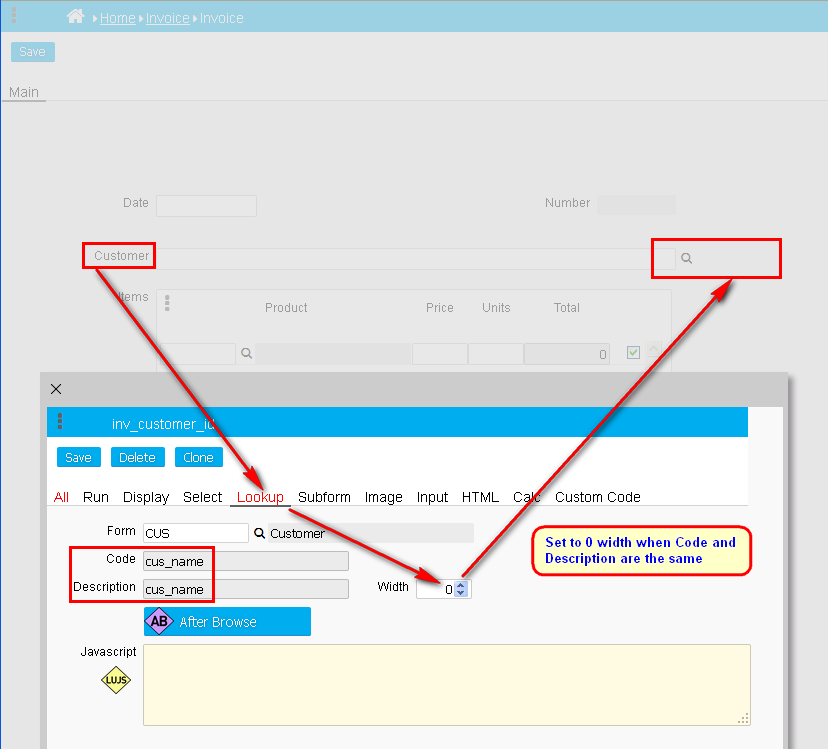 Home Invoice Invoice
Save
Main
Date Number
Customer
Items Product Price Units Total
0
inv_customer_id
Save Delete Clone
All Run Display Select Lookup Subform Image Input HTML Calc Custom Code
Form CUS Customer
Code cus_name
Description cus_name Width 0
Set to 0 width when Code and
Description are the same
AB After Browse
Javascript
LUJS